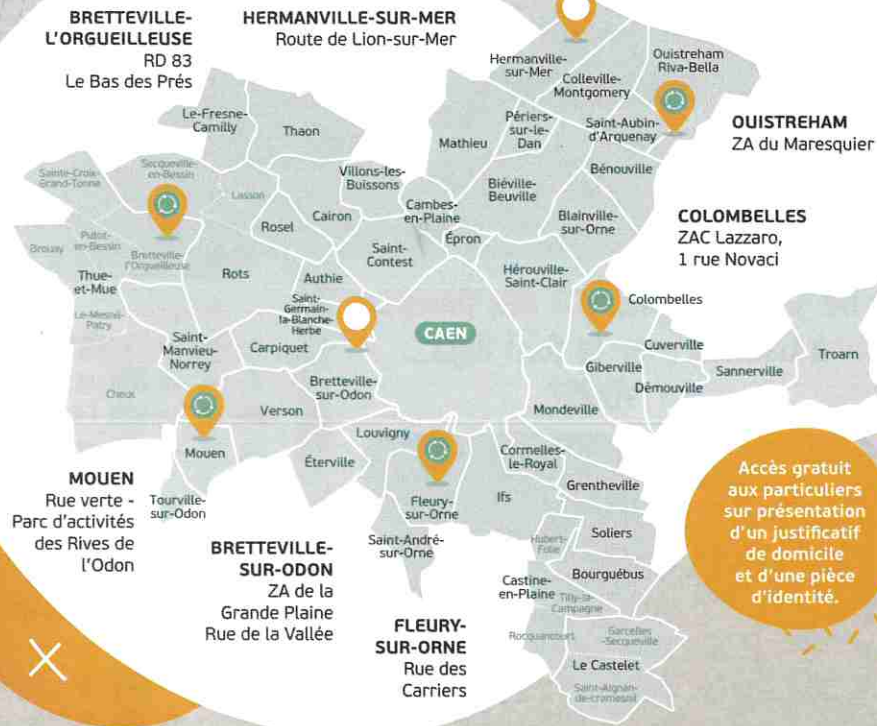 BRETTEVILLE-
L'ORGUEILLEUSE
RD 83
Le Bas des Prés
HERMANVILLE-SUR-MER
Route de Lion-sur-Mer
Hermanville-
sur-Mer
Colleville-
Montgomery
Ouistreham
Riva-Bella
OUISTREHAM
ZA du Maresquier
Le-Fresne-
Camilly
Thaon
Mathieu
Périers-
sur-le-
Dan
Saint-Aubin-
d'Arquenay
Bénouville
Sainte-Croix-
Grand-Tonne
Secqueville-
en-Bessin
Lasson
Villons-les-
Buissons
Cambes-
en-Plaine
Biéville-
Beuville
Blainville-
sur-Orne
COLOMBELLES
ZAC Lazzaro,
1 rue Novaci
Rosel
Cairon
Épron
Brouay
Putot-
en-Bessin
Bretteville-
l'Orgueilleuse
Saint-
Contest
Thue-
et-Mue
Rots
Authie
Hérouville-
Saint-Clair
Saint-
Germain-
la-Blanche-
Herbe
Colombelles
Le-Mesnil-
Patry
CAEN
Saint-
Manvieu-
Norrey
Carpiquet
Cuverville
Giberville
Sannerville
Troarn
Démouville
Cheux
Bretteville-
sur-Odon
Verson
Mondeville
Louvigny
Mouen
Éterville
Cormelles-
le-Royal
Grentheville
MOUEN
Rue verte -
Parc d'activités
des Rives de
l'Odon
Tourville-
sur-Odon
Fleury-
sur-Orne
Ifs
Soliers
Saint-André-
sur-Orne
Hubert-
Folie
BRETTEVILLE-
SUR-ODON
ZA de la
Grande Plaine
Rue de la Vallée
Bourguébus
Castine-
en-Plaine
Tilly-la-
Campagne
FLEURY-
SUR-ORNE
Rue des
Carriers
Rocquancourt
Garcelles
-Secqueville
Le Castelet
Saint-Aignan-
de-cramesnil
Accès gratuit
aux particuliers
sur présentation
d'un justificatif
de domicile
et d'une pièce
d'identité.